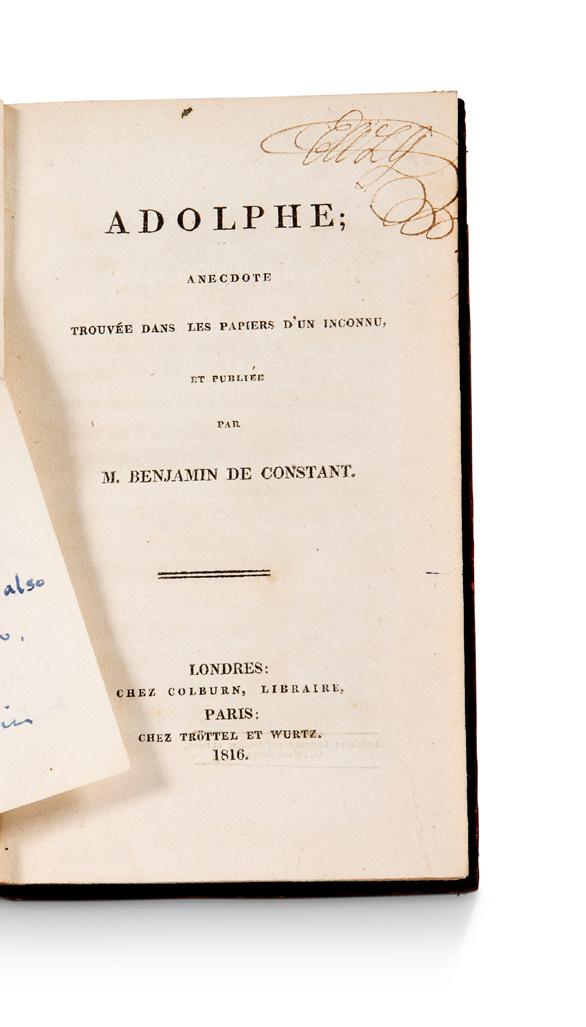 ADOLPHE;
ANECDOTE
TROUVÉE DANS LES PAPIERS D'UN INCONNU,
ET PUBLIÉE
PAR
M. BENJAMIN DE CONSTANT.
LONDRES:
CHEZ COLBURN, LIBRAIRE,
PARIS:
CHEZ TRÖTTEL ET WURTZ.
1816.
also